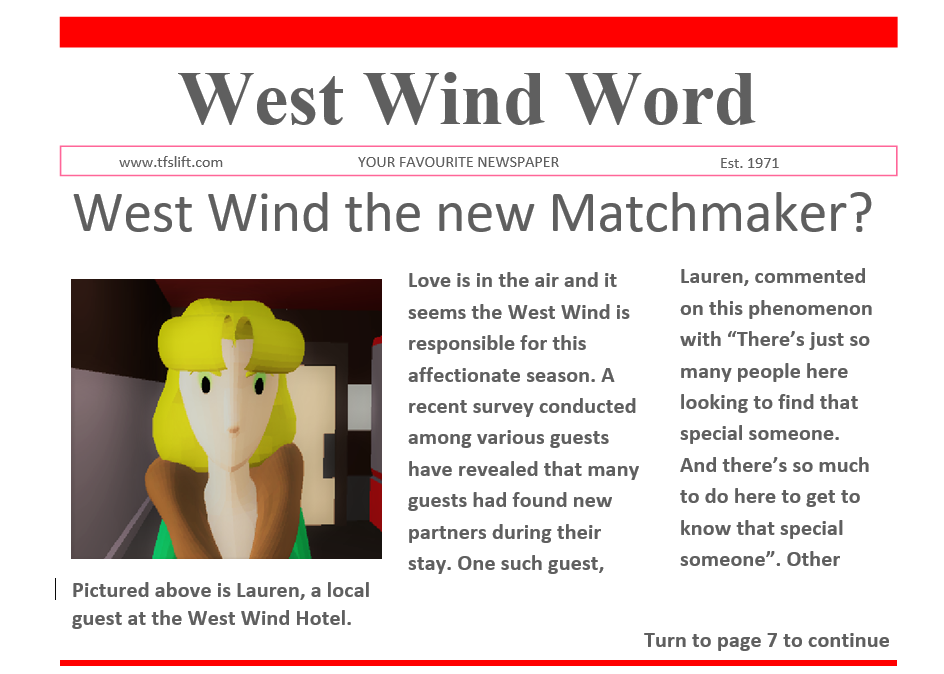 West Wind Word
www.tfslift.com YOUR FAVOURITE NEWSPAPER Est. 1971
West Wind the new Matchmaker?
Pictured above is Lauren, a local
guest at the West Wind Hotel.
Love is in the air and it
seems the West Wind is
responsible for this
affectionate season. A
recent survey conducted
among various guests
have revealed that many
guests had found new
partners during their
stay. One such guest,
Lauren, commented
on this phenomenon
with “There’s just so
many people here
looking to find that
special someone.
And there’s so much
to do here to get to
know that special
someone”. Other
Turn to page 7 to continue